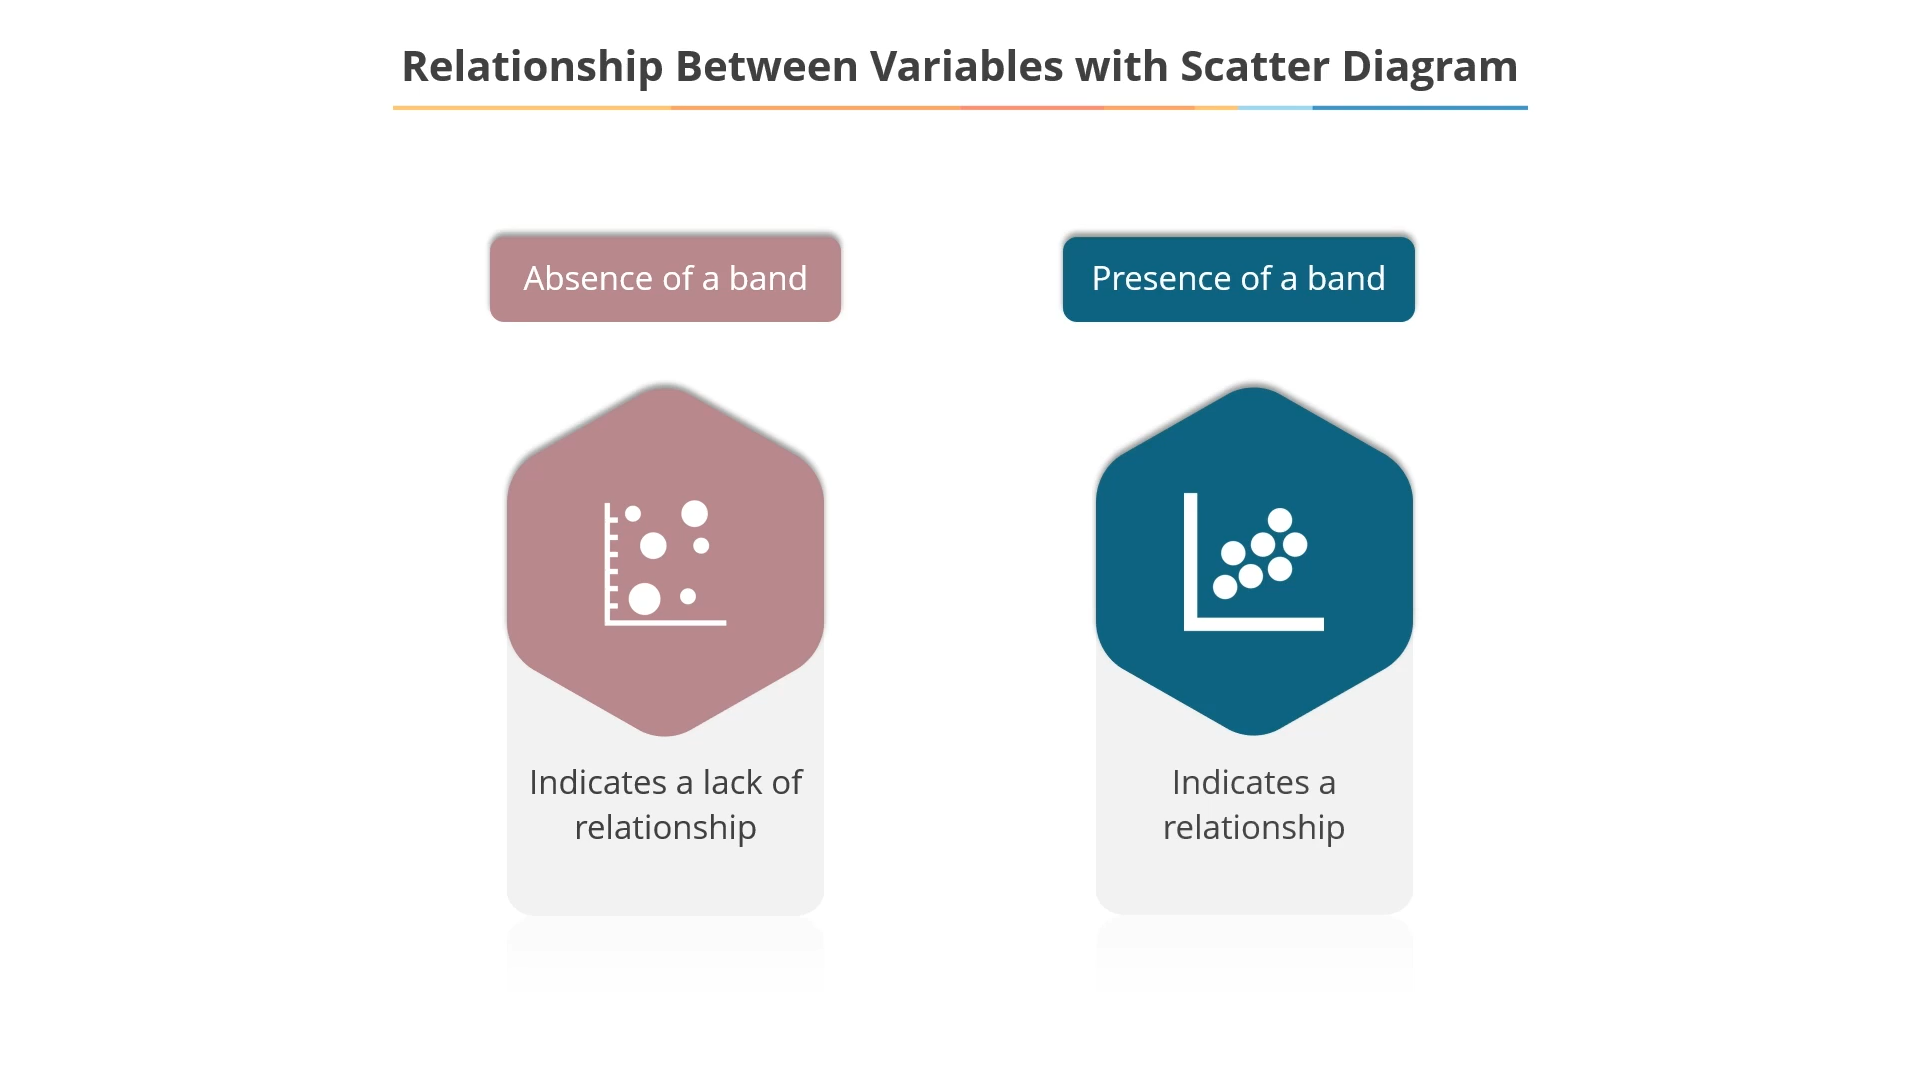 Relationship Between Variables with Scatter Diagram
Absence of a band
Presence of a band
Indicates a lack of
relationship
Indicates a
relationship